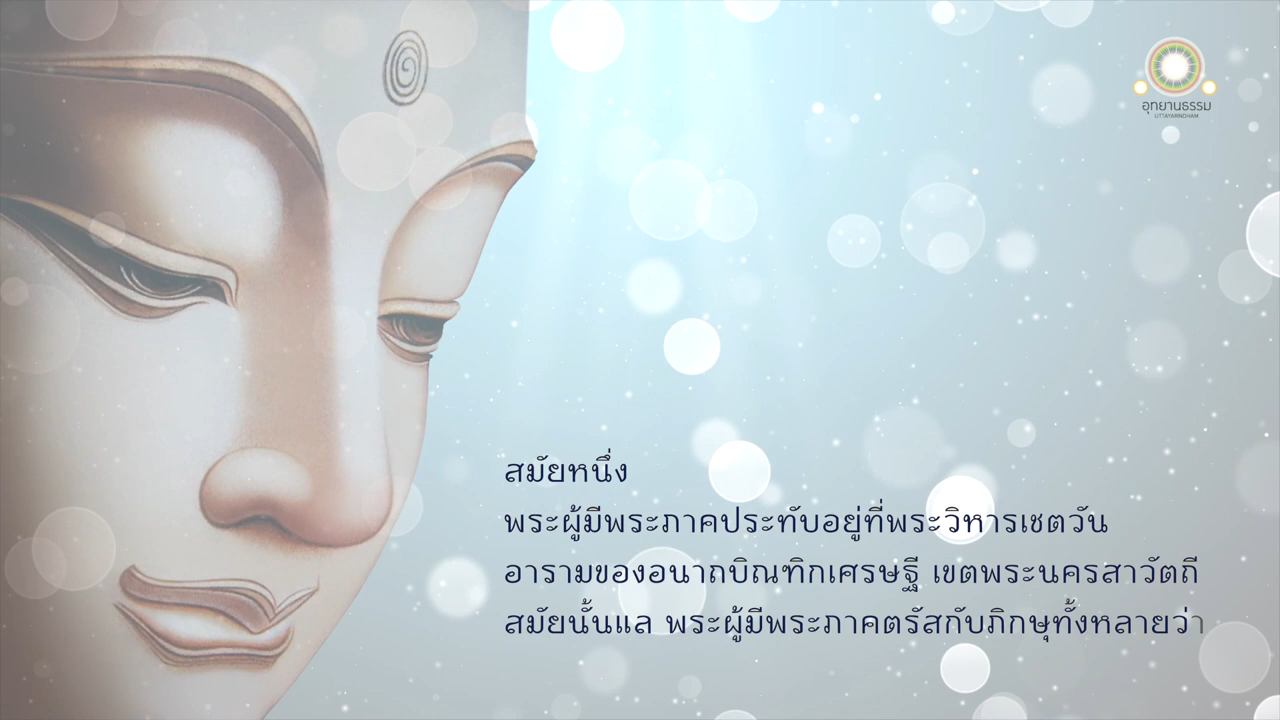 อุทยานธรรม
UTTAYARNDHAM
สมัยหนึ่ง
พระผู้มีพระภาคประทับอยู่ที่พระวิหารเชตวัน
อารามของอนาถบิณฑิกเศรษฐี เขตพระนครสาวัตถี
สมัยนั้นแล พระผู้มีพระภาคตรัสกับภิกษุทั้งหลายว่า